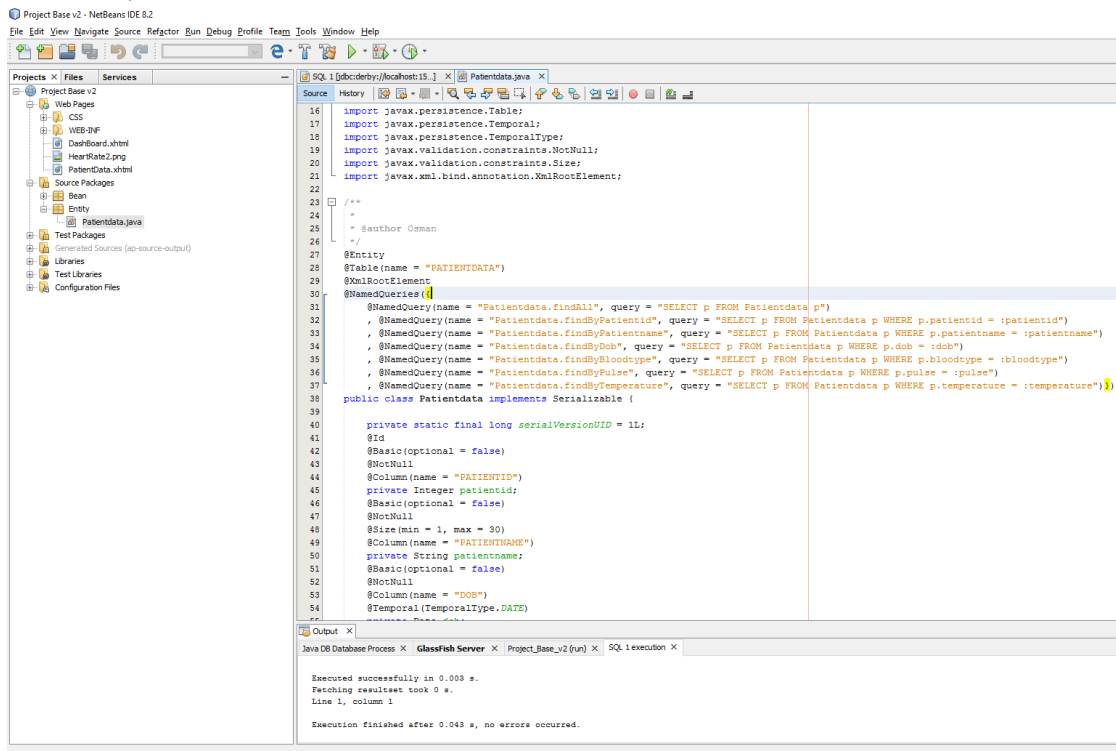 Project Base v2 - NetBeans IDE 8.2
File Edit View Navigate Source Refactor Run Debug Profile Team Tools Window Help
Projects Files Services
Project Base v2
Web Pages
CSS
WEB-INF
DashBoard.xhtml
HeartRate2.png
PatientData.xhtml
Source Packages
Bean
Entity
Patientdata.java
Test Packages
Generated Sources (ap-source-output)
Libraries
Test Libraries
Configuration Files
SQL 1 [jdbc:derby://localhost:15...] Patientdata.java
Source History
16 import javax.persistence.Table;
17 import javax.persistence.Temporal;
18 import javax.persistence.TemporalType;
19 import javax.validation.constraints.NotNull;
20 import javax.validation.constraints.Size;
21 import javax.xml.bind.annotation.XmlRootElement;
22
23 /**
24 *
25 * @author Osman
26 */
27 @Entity
28 @Table(name = "PATIENTDATA")
29 @XmlRootElement
30 @NamedQueries({
31 @NamedQuery(name = "Patientdata.findAll", query = "SELECT p FROM Patientdata p")
32 , @NamedQuery(name = "Patientdata.findByPatientid", query = "SELECT p FROM Patientdata p WHERE p.patientid = :patientid")
33 , @NamedQuery(name = "Patientdata.findByPatientname", query = "SELECT p FROM Patientdata p WHERE p.patientname = :patientname")
34 , @NamedQuery(name = "Patientdata.findByDob", query = "SELECT p FROM Patientdata p WHERE p.dob = :dob")
35 , @NamedQuery(name = "Patientdata.findByBloodtype", query = "SELECT p FROM Patientdata p WHERE p.bloodtype = :bloodtype")
36 , @NamedQuery(name = "Patientdata.findByPulse", query = "SELECT p FROM Patientdata p WHERE p.pulse = :pulse")
37 , @NamedQuery(name = "Patientdata.findByTemperature", query = "SELECT p FROM Patientdata p WHERE p.temperature = :temperature")})
38 public class Patientdata implements Serializable {
39
40 private static final long serialVersionUID = 1L;
41 @Id
42 @Basic(optional = false)
43 @NotNull
44 @Column(name = "PATIENTID")
45 private Integer patientid;
46 @Basic(optional = false)
47 @NotNull
48 @Size(min = 1, max = 30)
49 @Column(name = "PATIENTNAME")
50 private String patientname;
51 @Basic(optional = false)
52 @NotNull
53 @Column(name = "DOB")
54 @Temporal(TemporalType.DATE)
Output
Java DB Database Process GlassFish Server Project_Base_v2 (run) SQL 1 execution
Executed successfully in 0.003 s.
Fetching resultset took 0 s.
Line 1, column 1
Execution finished after 0.043 s, no errors occurred.